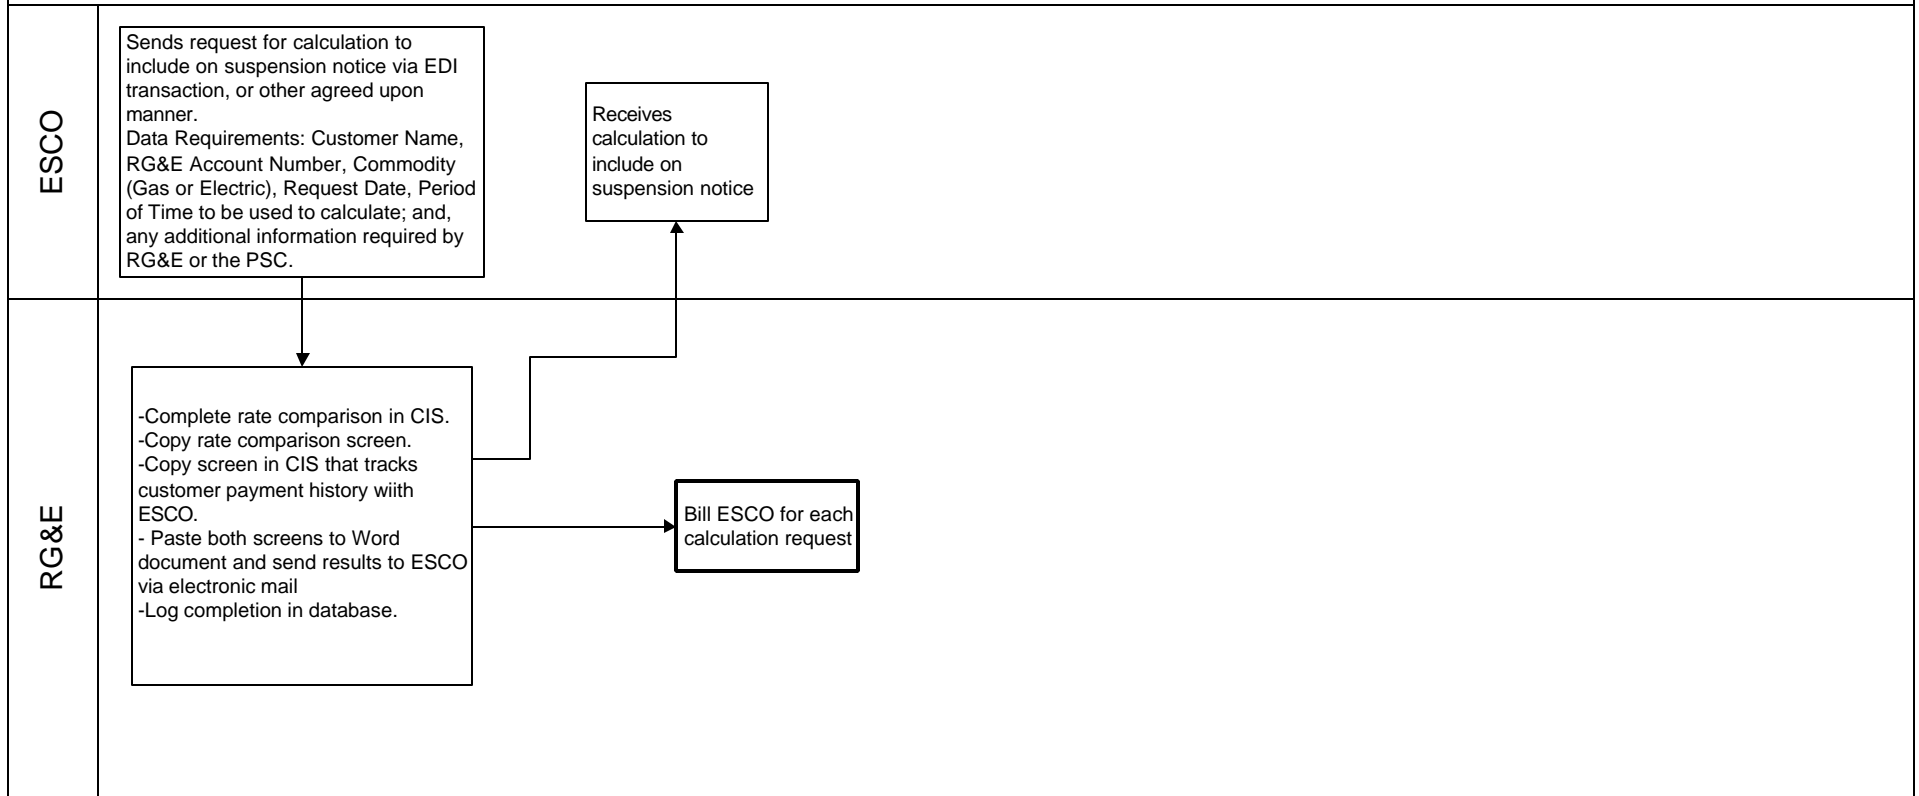 ESCO
Sends request for calculation to
include on suspension notice via EDI
transaction, or other agreed upon
manner.
Data Requirements: Customer Name,
RG&E Account Number, Commodity
(Gas or Electric), Request Date, Period
of Time to be used to calculate; and,
any additional information required by
RG&E or the PSC.
Receives
calculation to
include on
suspension notice
RG&E
-Complete rate comparison in CIS.
-Copy rate comparison screen.
-Copy screen in CIS that tracks
customer payment history wiith
ESCO.
- Paste both screens to Word
document and send results to ESCO
via electronic mail
-Log completion in database.
Bill ESCO for each
calculation request